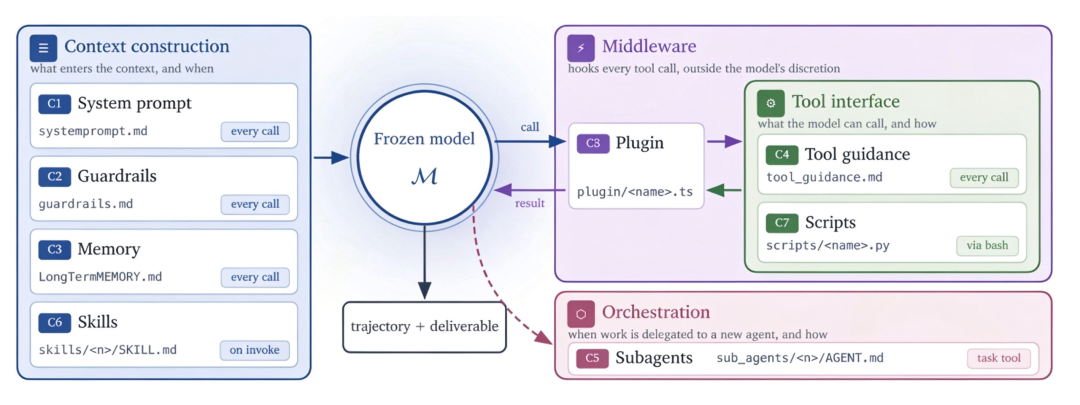 Context construction
what enters the context, and when
C1 System prompt
systemprompt.md every call
C2 Guardrails
guardrails.md every call
C3 Memory
LongTermMEMORY.md every call
C6 Skills
skills/<n>/SKILL.md on invoke
Frozen model
M
trajectory + deliverable
call
result
Middleware
hooks every tool call, outside the model's discretion
C3 Plugin
plugin/<name>.ts
Tool interface
what the model can call, and how
C4 Tool guidance
tool_guidance.md every call
C7 Scripts
scripts/<name>.py via bash
Orchestration
when work is delegated to a new agent, and how
C5 Subagents sub_agents/<n>/AGENT.md task tool